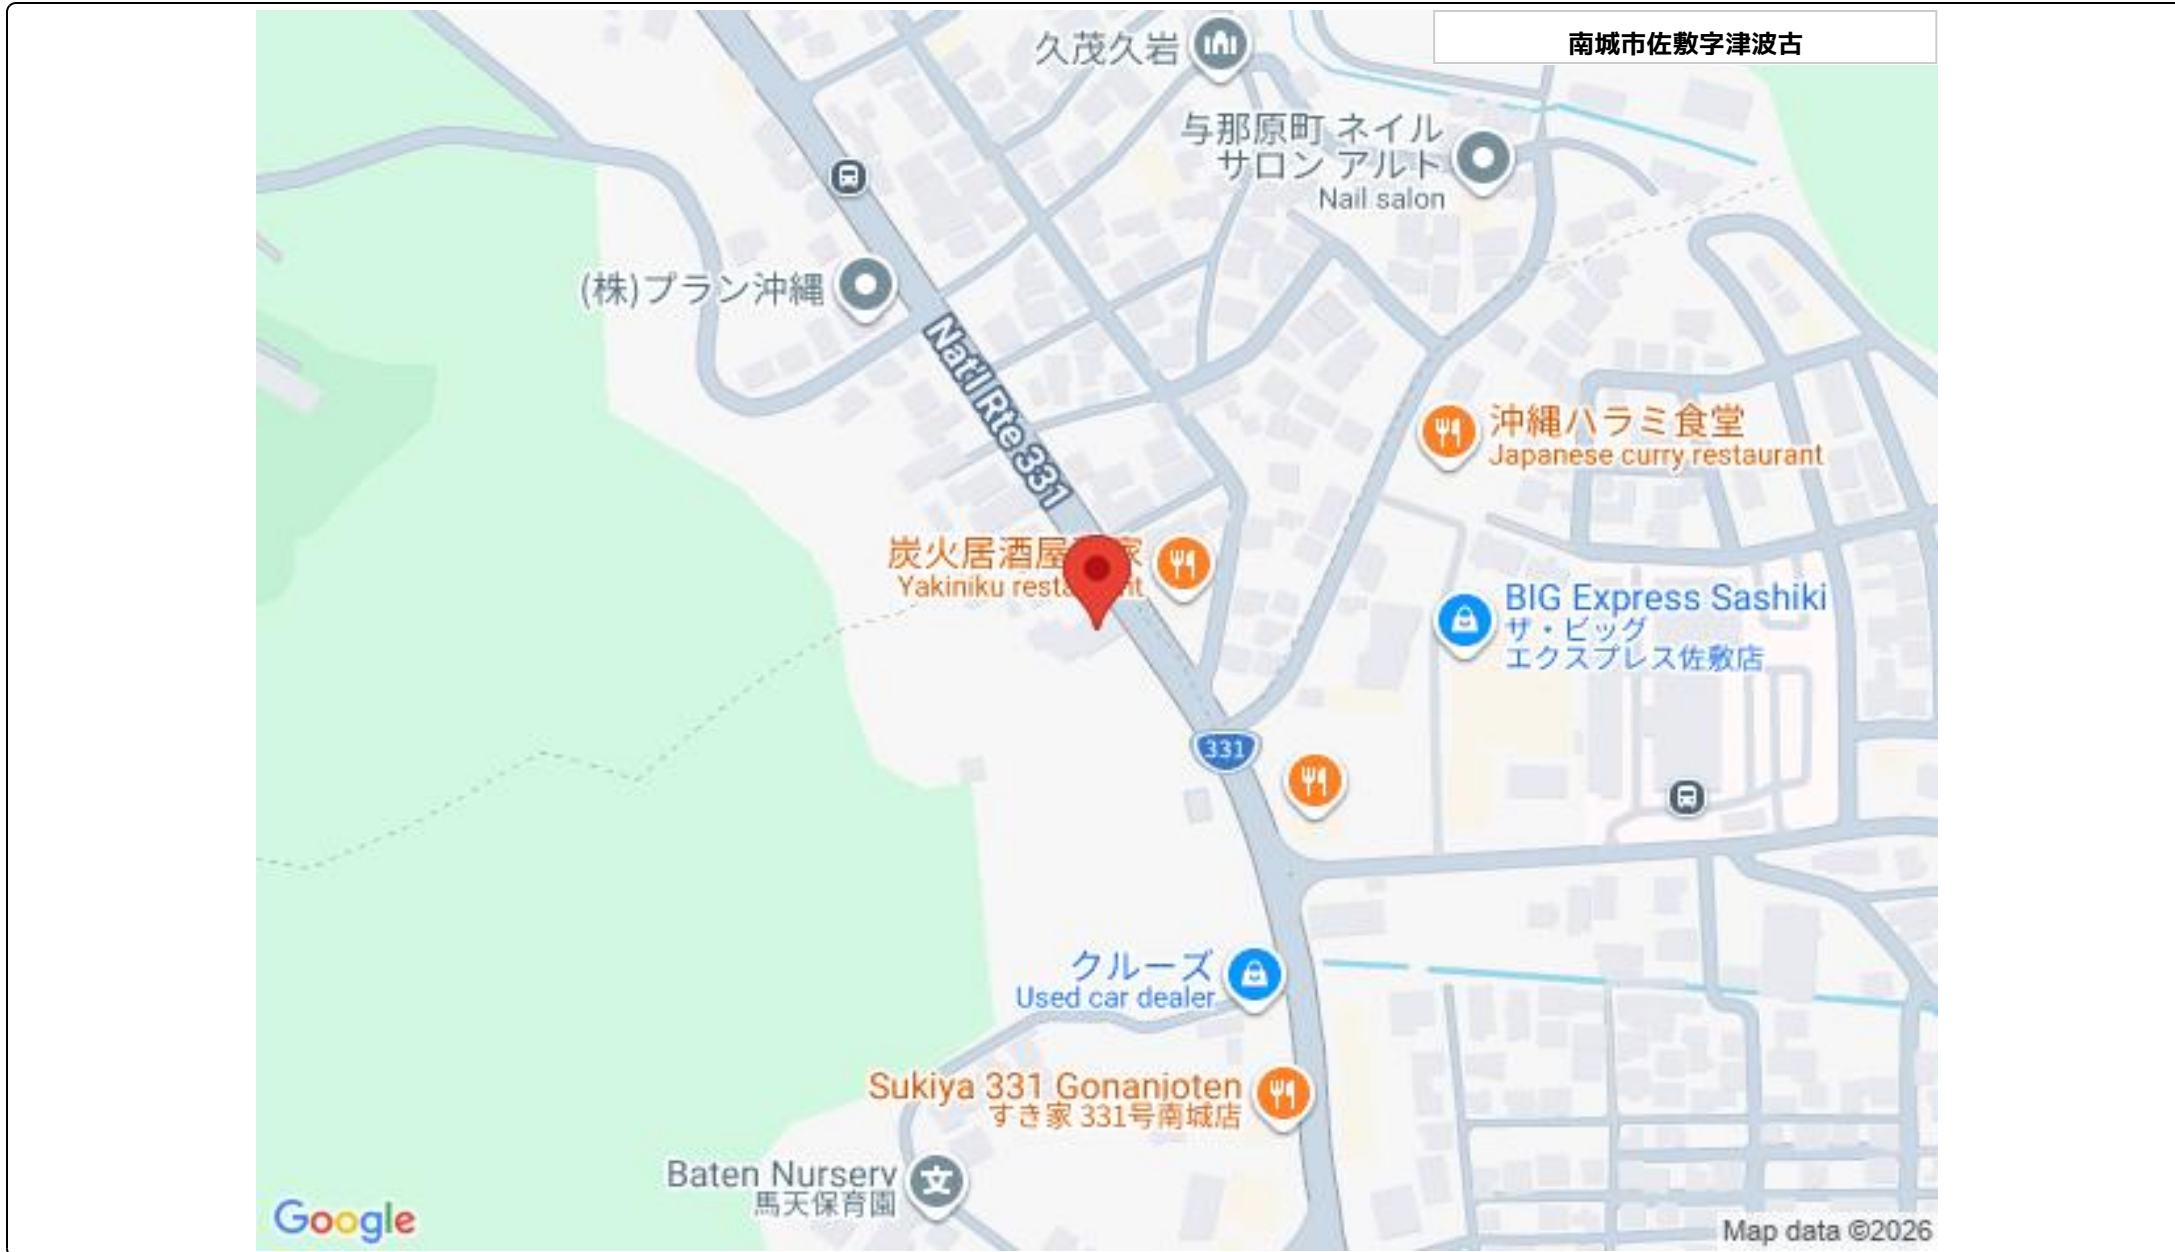 南城市佐敷字津波古
久茂久岩
与那原町 ネイル
サロン アルト
Nail salon
(株)プラン沖縄
Nat'l Rte 331
沖縄ハラミ食堂
Japanese curry restaurant
炭火居酒屋 家
Yakiniku
BIG Express Sashiki
ザ・ビッグ
エクスプレス佐敷店
331
クルーズ
Used car dealer
Sukiya 331 Gonanjoten
すき家 331号南城店
Baten Nursery
馬天保育園
Google
Map data ©2026